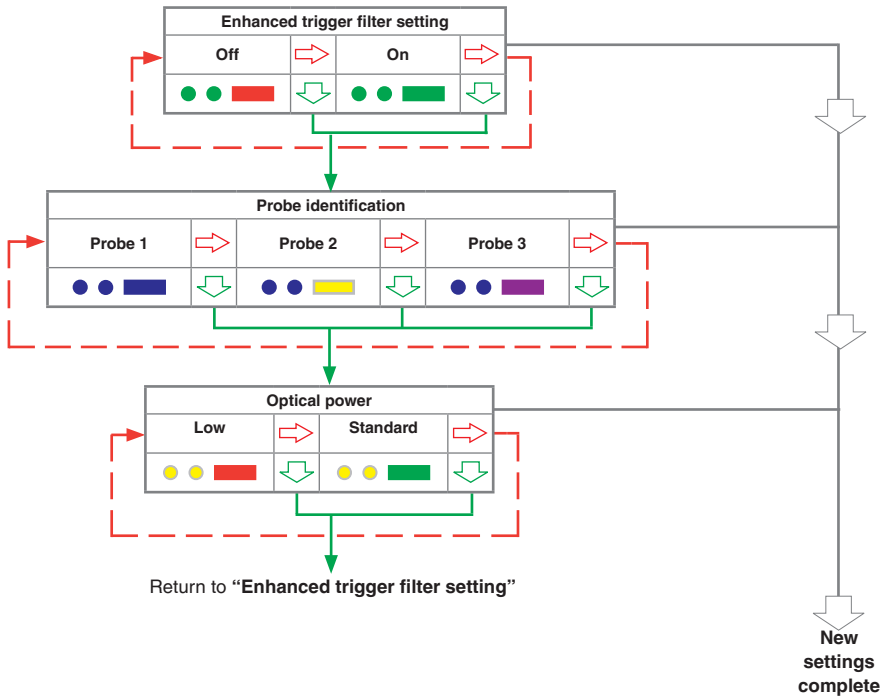 Enhanced trigger filter setting
Off
On
Probe identification
Probe 1
Probe 2
Probe 3
Optical power
Low
Standard
Return to “Enhanced trigger filter setting”
New
settings
complete